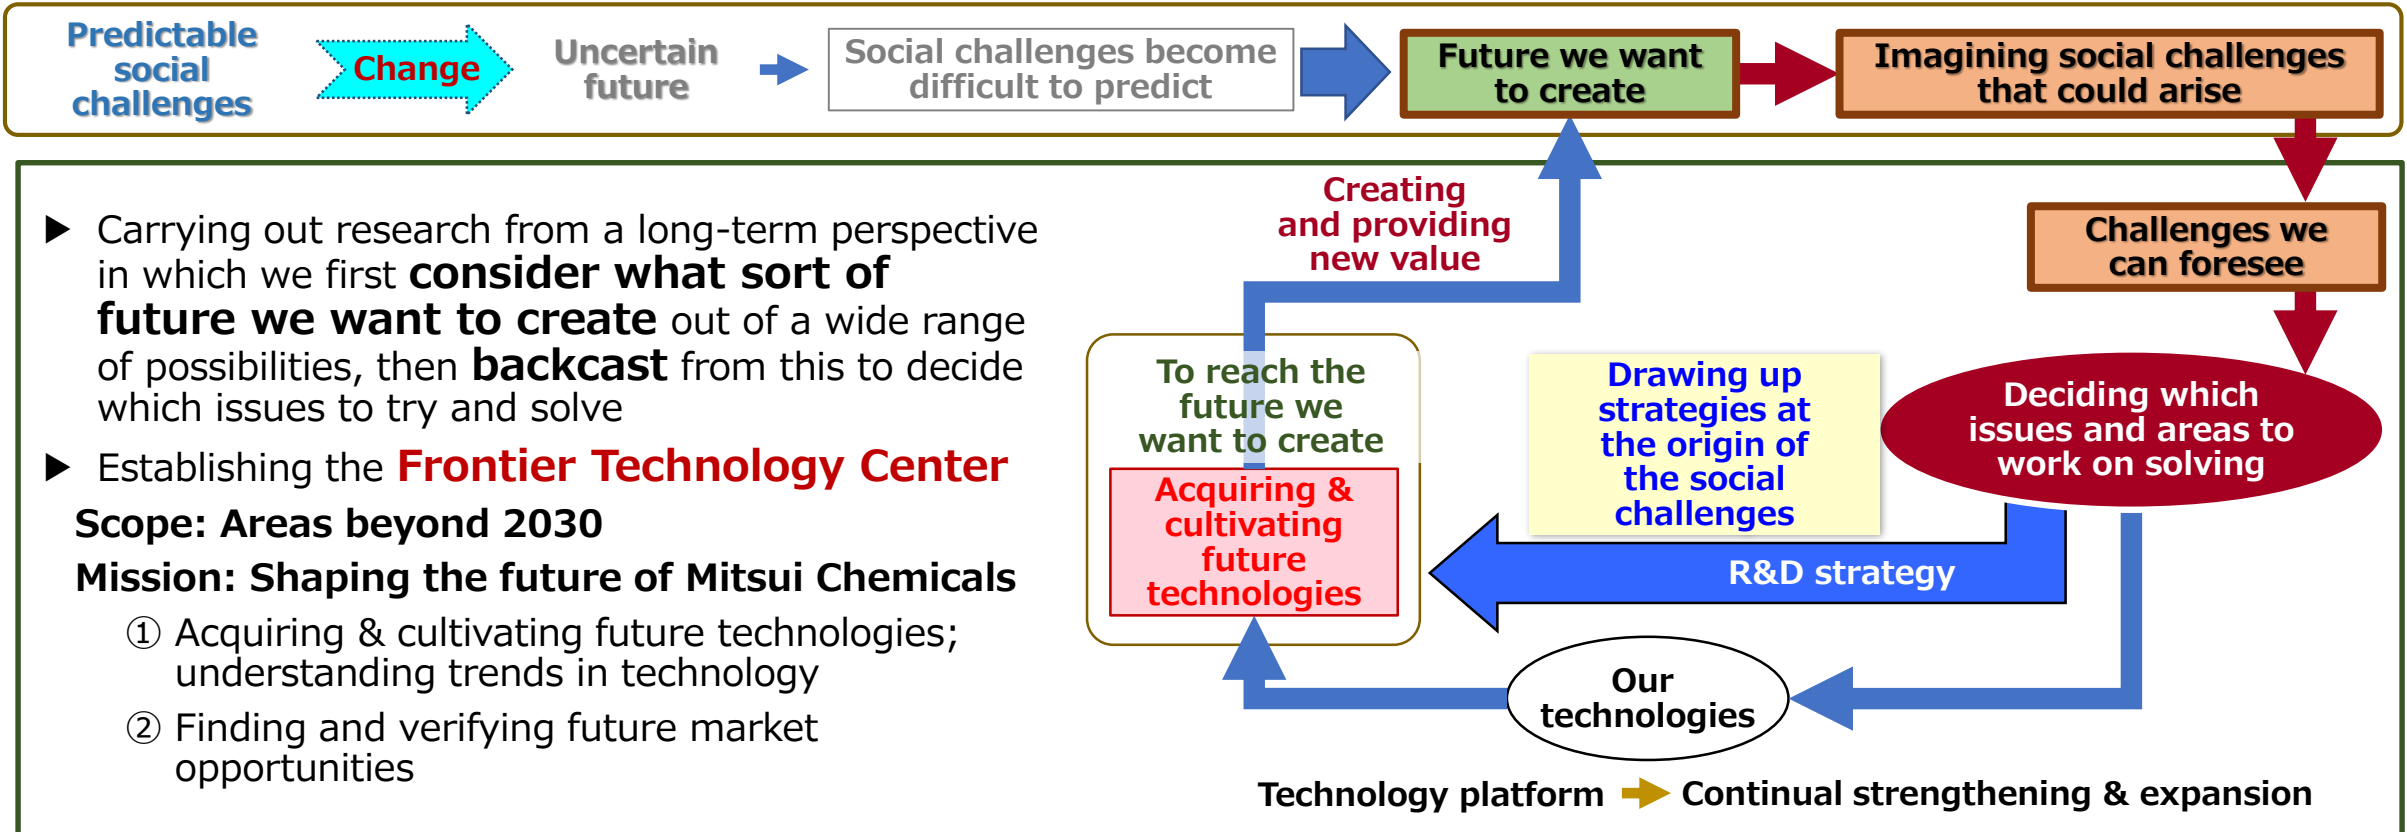 Predictable
social
challenges
Change
Uncertain
future
Social challenges become
difficult to predict
Future we want
to create
Imagining social challenges
that could arise
▶ Carrying out research from a long-term perspective
in which we first consider what sort of
future we want to create out of a wide range
of possibilities, then backcast from this to decide
which issues to try and solve
▶ Establishing the Frontier Technology Center
Scope: Areas beyond 2030
Mission: Shaping the future of Mitsui Chemicals
① Acquiring & cultivating future technologies;
understanding trends in technology
② Finding and verifying future market
opportunities
Creating
and providing
new value
Challenges we
can foresee
To reach the
future we
want to create
Acquiring &
cultivating
future
technologies
Drawing up
strategies at
the origin of
the social
challenges
Deciding which
issues and areas to
work on solving
R&D strategy
Our
technologies
Technology platform
Continual strengthening & expansion